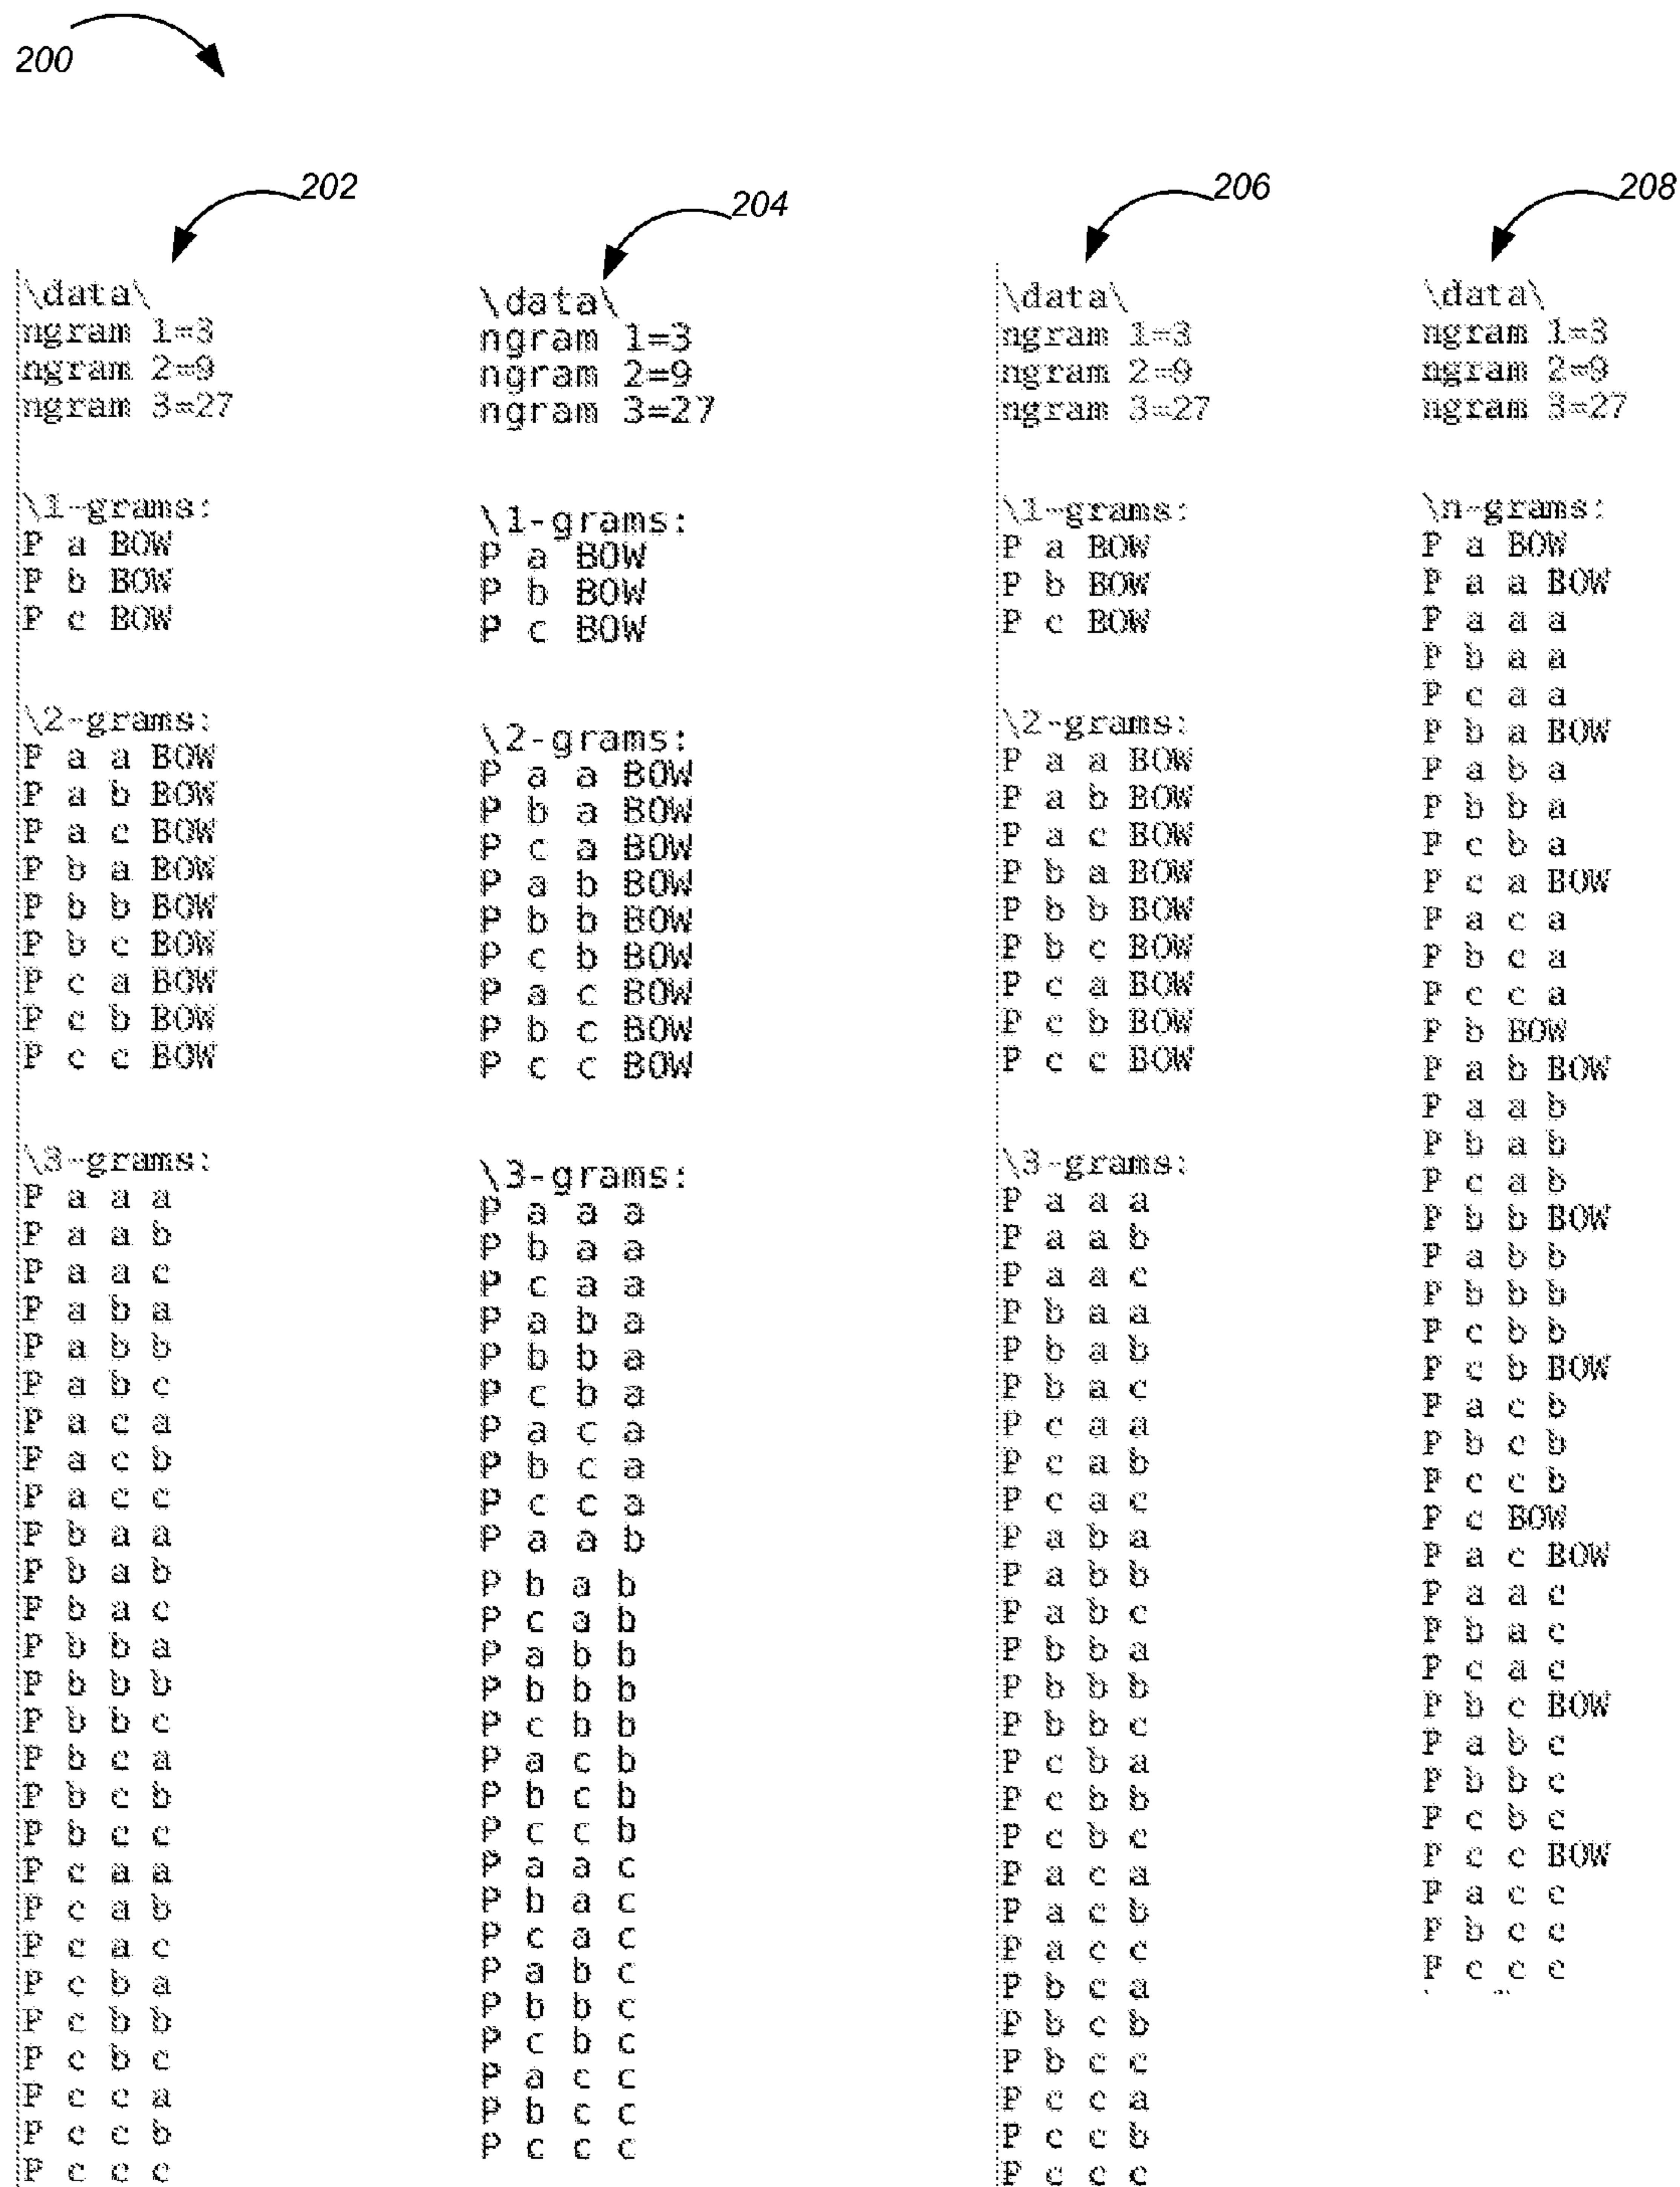 200
202
\data\
ngram 1=3
ngram 2=9
ngram 3=27
\1-grams:
P a BOW
P b BOW
P c BOW
\2-grams:
P a a BOW
P a b BOW
P a c BOW
P b a BOW
P b b BOW
P b c BOW
P c a BOW
P c b BOW
P c c BOW
\3-grams:
P a a a
P a a b
P a a c
P a b a
P a b b
P a b c
P a c a
P a c b
P a c c
P b a a
P b a b
P b a c
P b b a
P b b b
P b b c
P b c a
P b c b
P b c c
P c a a
P c a b
P c a c
P c b a
P c b b
P c b c
P c c a
P c c b
P c c c
204
\data\
ngram 1=3
ngram 2=9
ngram 3=27
\1-grams:
P a BOW
P b BOW
P c BOW
\2-grams:
P a a BOW
P b a BOW
P c a BOW
P a b BOW
P b b BOW
P c b BOW
P a c BOW
P b c BOW
P c c BOW
\3-grams:
P a a a
P b a a
P c a a
P a b a
P b b a
P c b a
P a c a
P b c a
P c c a
P a a b
P b a b
P c a b
P a b b
P b b b
P c b b
P a c b
P b c b
P c c b
P a a c
P b a c
P c a c
P a b c
P b b c
P c b c
P a c c
P b c c
P c c c
206
\data\
ngram 1=3
ngram 2=9
ngram 3=27
\1-grams:
P a BOW
P b BOW
P c BOW
\2-grams:
P a a BOW
P a b BOW
P a c BOW
P b a BOW
P b b BOW
P b c BOW
P c a BOW
P c b BOW
P c c BOW
\3-grams:
P a a a
P a a b
P a a c
P b a a
P b a b
P b a c
P c a a
P c a b
P c a c
P a b a
P a b b
P a b c
P b b a
P b b b
P b b c
P c b a
P c b b
P c b c
P a c a
P a c b
P a c c
P b c a
P b c b
P b c c
P c c a
P c c b
P c c c
208
\data\
ngram 1=3
ngram 2=9
ngram 3=27
\n-grams:
P a BOW
P a a BOW
P a a a
P b a a
P c a a
P b a BOW
P a b a
P b b a
P c b a
P c a BOW
P a c a
P b c a
P c c a
P b BOW
P a b BOW
P a a b
P b a b
P c a b
P b b BOW
P a b b
P b b b
P c b b
P c b BOW
P a c b
P b c b
P c c b
P c BOW
P a c BOW
P a a c
P b a c
P c a c
P b c BOW
P a b c
P b b c
P c b c
P c c BOW
P a c c
P b c c
P c c c